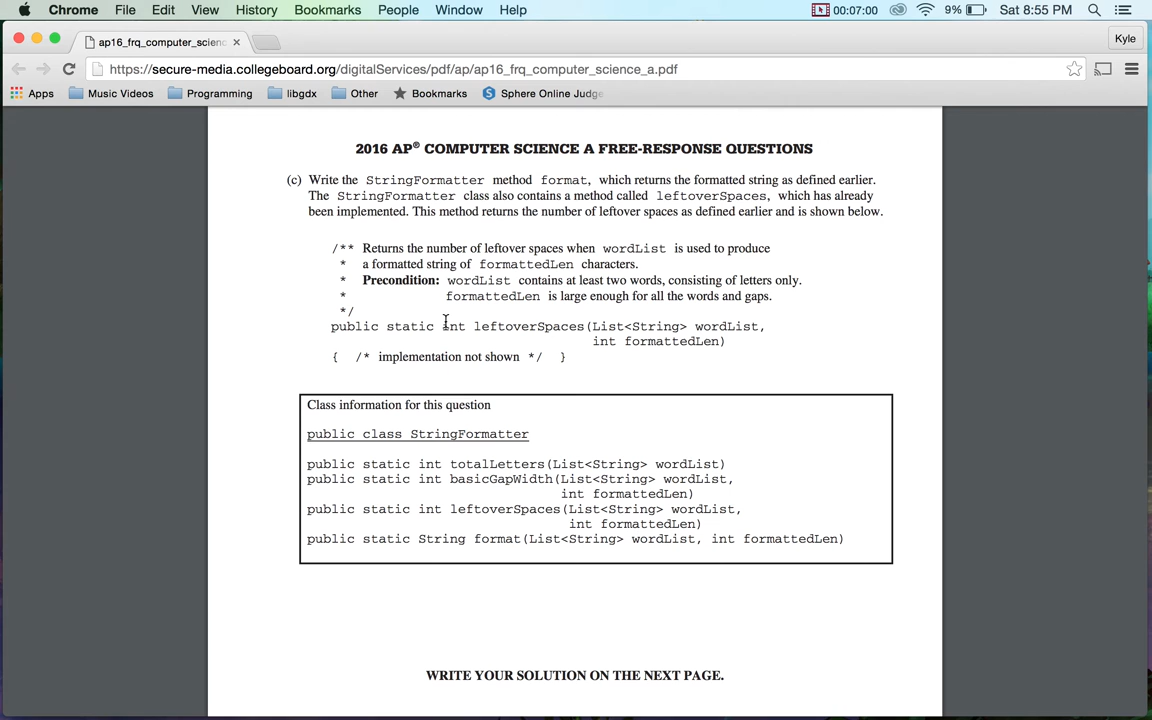 Chrome File Edit View History Bookmarks People Window Help 00:07:00 9% Sat 8:55 PM
ap16_frq_computer_scienc × Kyle
https://secure-media.collegeboard.org/digitalServices/pdf/ap/ap16_frq_computer_science_a.pdf
Apps Music Videos Programming libgdx Other Bookmarks Sphere Online Judge
2016 AP® COMPUTER SCIENCE A FREE-RESPONSE QUESTIONS
(c) Write the StringFormatter method format, which returns the formatted string as defined earlier.
The StringFormatter class also contains a method called leftoverSpaces, which has already
been implemented. This method returns the number of leftover spaces as defined earlier and is shown below.
/** Returns the number of leftover spaces when wordList is used to produce
* a formatted string of formattedLen characters.
* Precondition: wordList contains at least two words, consisting of letters only.
* formattedLen is large enough for all the words and gaps.
*/
public static int leftoverSpaces(List<String> wordList,
int formattedLen)
{ /* implementation not shown */ }
Class information for this question
public class StringFormatter
public static int totalLetters(List<String> wordList)
public static int basicGapWidth(List<String> wordList,
int formattedLen)
public static int leftoverSpaces(List<String> wordList,
int formattedLen)
public static String format(List<String> wordList, int formattedLen)
WRITE YOUR SOLUTION ON THE NEXT PAGE.